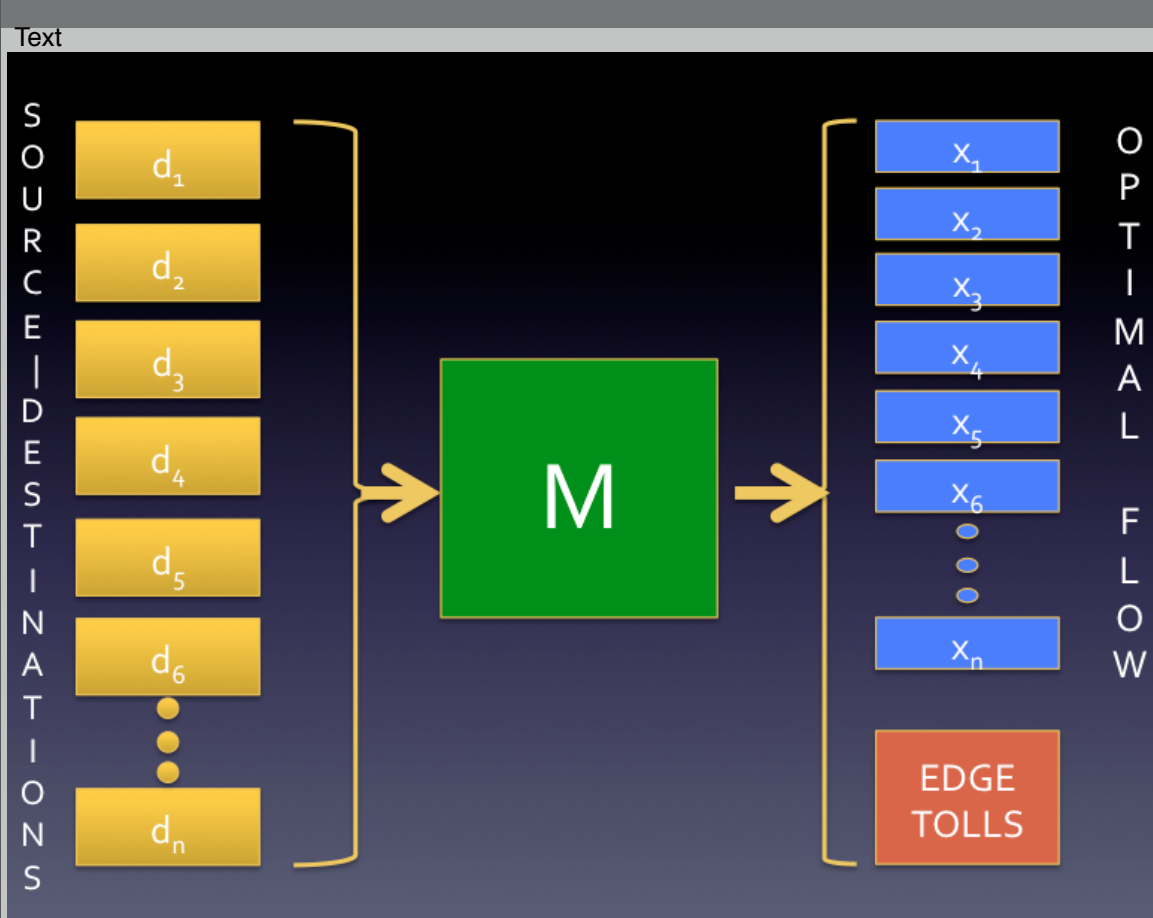 Text
SOURCE|DESTINATIONS
d₁
d₂
d₃
d₄
d₅
d₆
dₙ
M
x₁
x₂
x₃
x₄
x₅
x₆
xₙ
EDGE
TOLLS
OPTIMAL FLOW